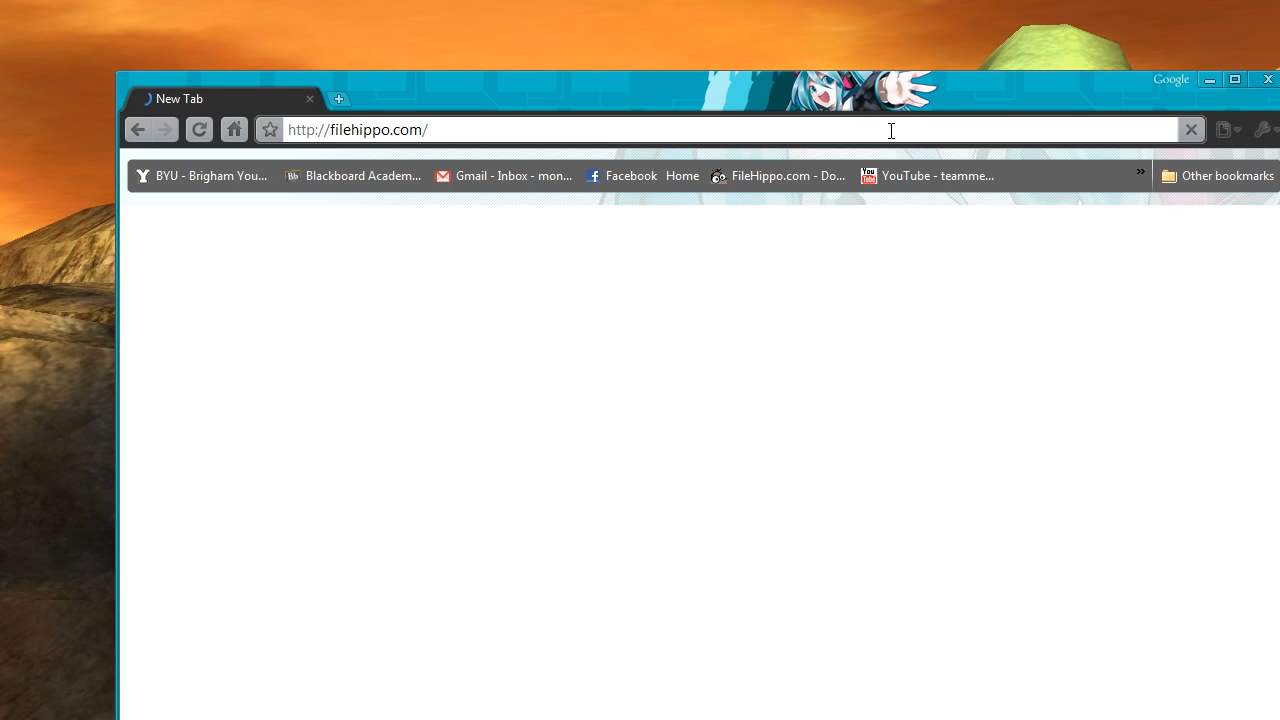 Google
New Tab
http://filehippo.com/
BYU - Brigham You... Blackboard Academ... Gmail - Inbox - mon... Facebook Home FileHippo.com - Do... YouTube - teamme... » Other bookmarks